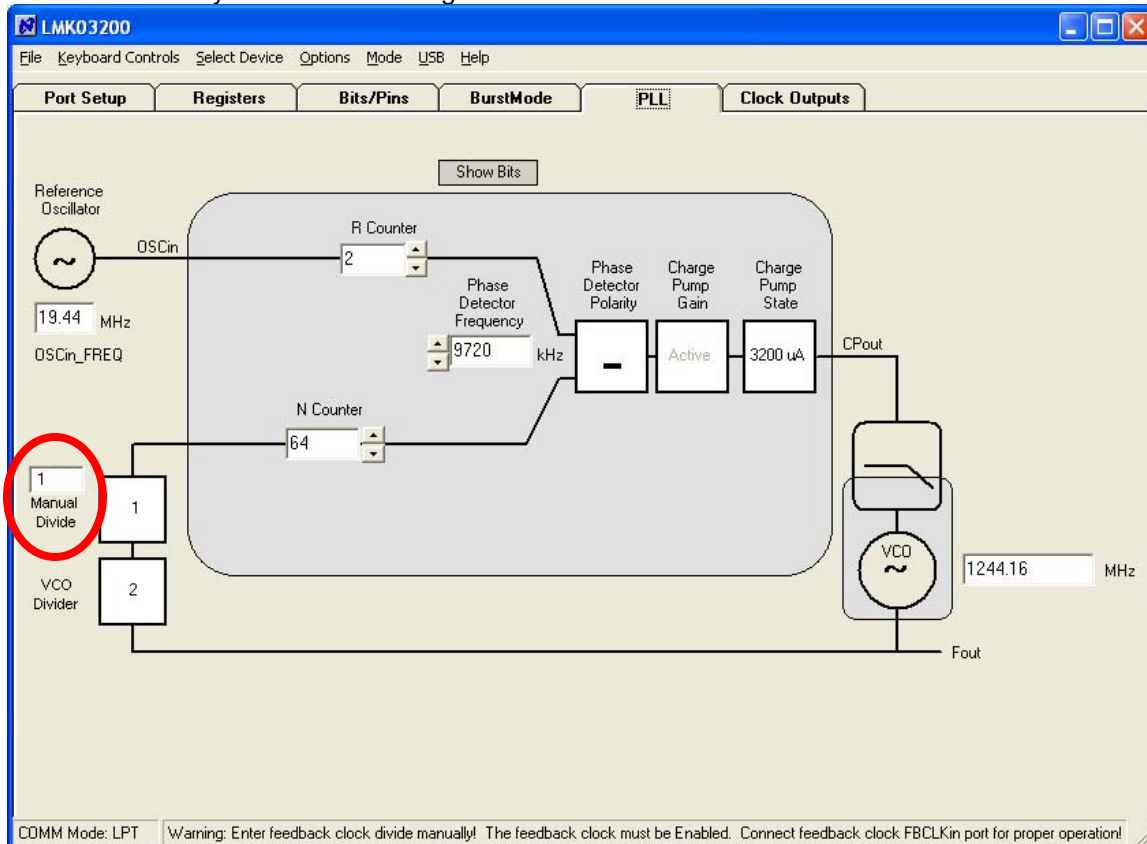 LMK03200
File Keyboard Controls Select Device Options Mode USB Help
Port Setup Registers Bits/Pins BurstMode PLL Clock Outputs
Show Bits
Reference
Oscillator
OSCin
19.44 MHz
OSCin_FREQ
R Counter
2
Phase
Detector
Frequency
9720 kHz
N Counter
64
Phase
Detector
Polarity
-
Charge
Pump
Gain
Active
Charge
Pump
State
3200 uA
CPout
1
Manual
Divide
1
VCO
Divider
2
VCO
1244.16 MHz
Fout
COMM Mode: LPT Warning: Enter feedback clock divide manually! The feedback clock must be Enabled. Connect feedback clock FBCLKin port for proper operation!